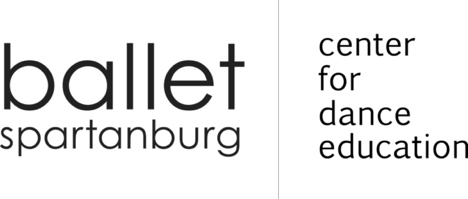 ballet
spartanburg
center
for
dance
education